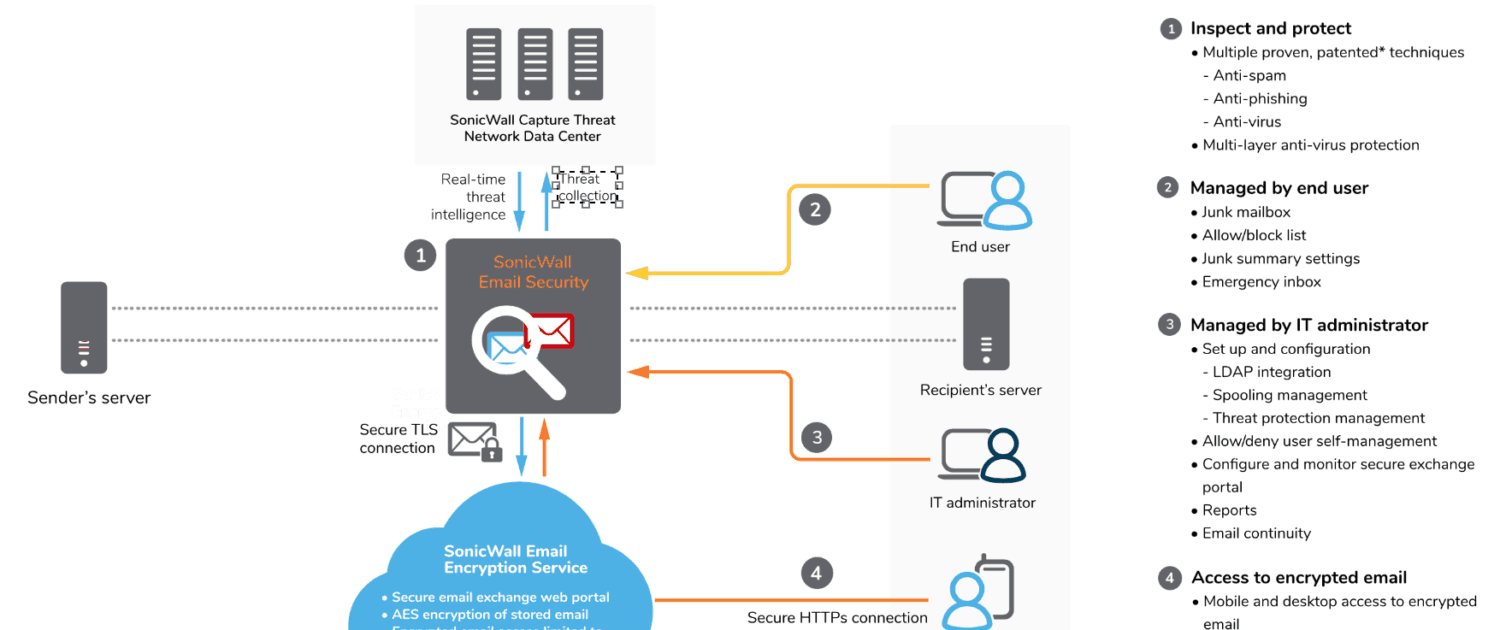 SonicWall Capture Threat
Network Data Center
Real-time
threat
intelligence
Threat
collection
1
SonicWall
Email Security
Sender's server
Secure TLS
connection
SonicWall Email
Encryption Service
• Secure email exchange web portal
• AES encryption of stored email
• Encrypted email access limited to
2
End user
Recipient's server
3
IT administrator
4
Secure HTTPs connection
1 Inspect and protect
• Multiple proven, patented* techniques
- Anti-spam
- Anti-phishing
- Anti-virus
• Multi-layer anti-virus protection
2 Managed by end user
• Junk mailbox
• Allow/block list
• Junk summary settings
• Emergency inbox
3 Managed by IT administrator
• Set up and configuration
- LDAP integration
- Spooling management
- Threat protection management
• Allow/deny user self-management
• Configure and monitor secure exchange
portal
• Reports
• Email continuity
4 Access to encrypted email
• Mobile and desktop access to encrypted
email